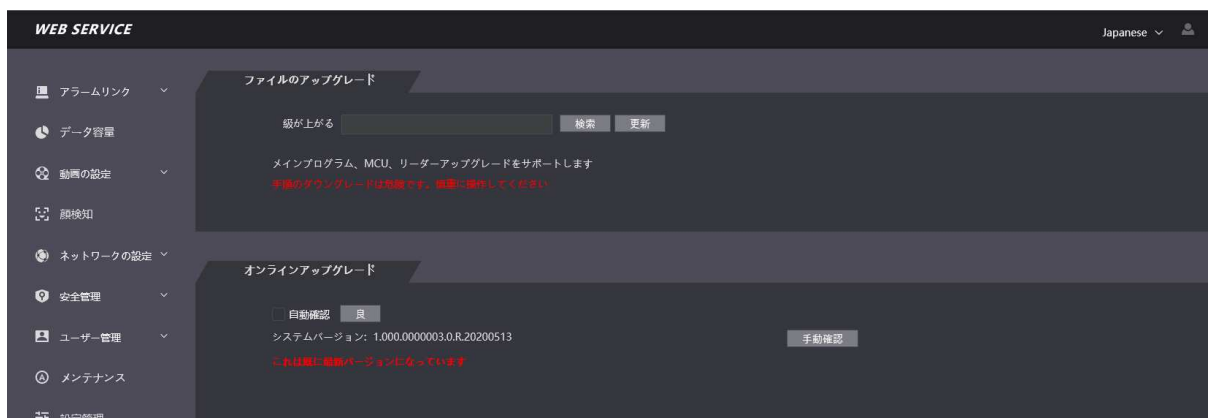 WEB SERVICE
Japanese
アラームリンク
データ容量
動画の設定
顔検知
ネットワークの設定
安全管理
ユーザー管理
メンテナンス
設定管理
ファイルのアップグレード
級が上がる
検索
更新
メインプログラム、MCU、リーダーアップグレードをサポートします
手順のダウングレードは危険です。慎重に操作してください
オンラインアップグレード
自動確認
良
システムバージョン: 1.000.0000003.0.R.20200513
手動確認
これは既に最新バージョンになっています